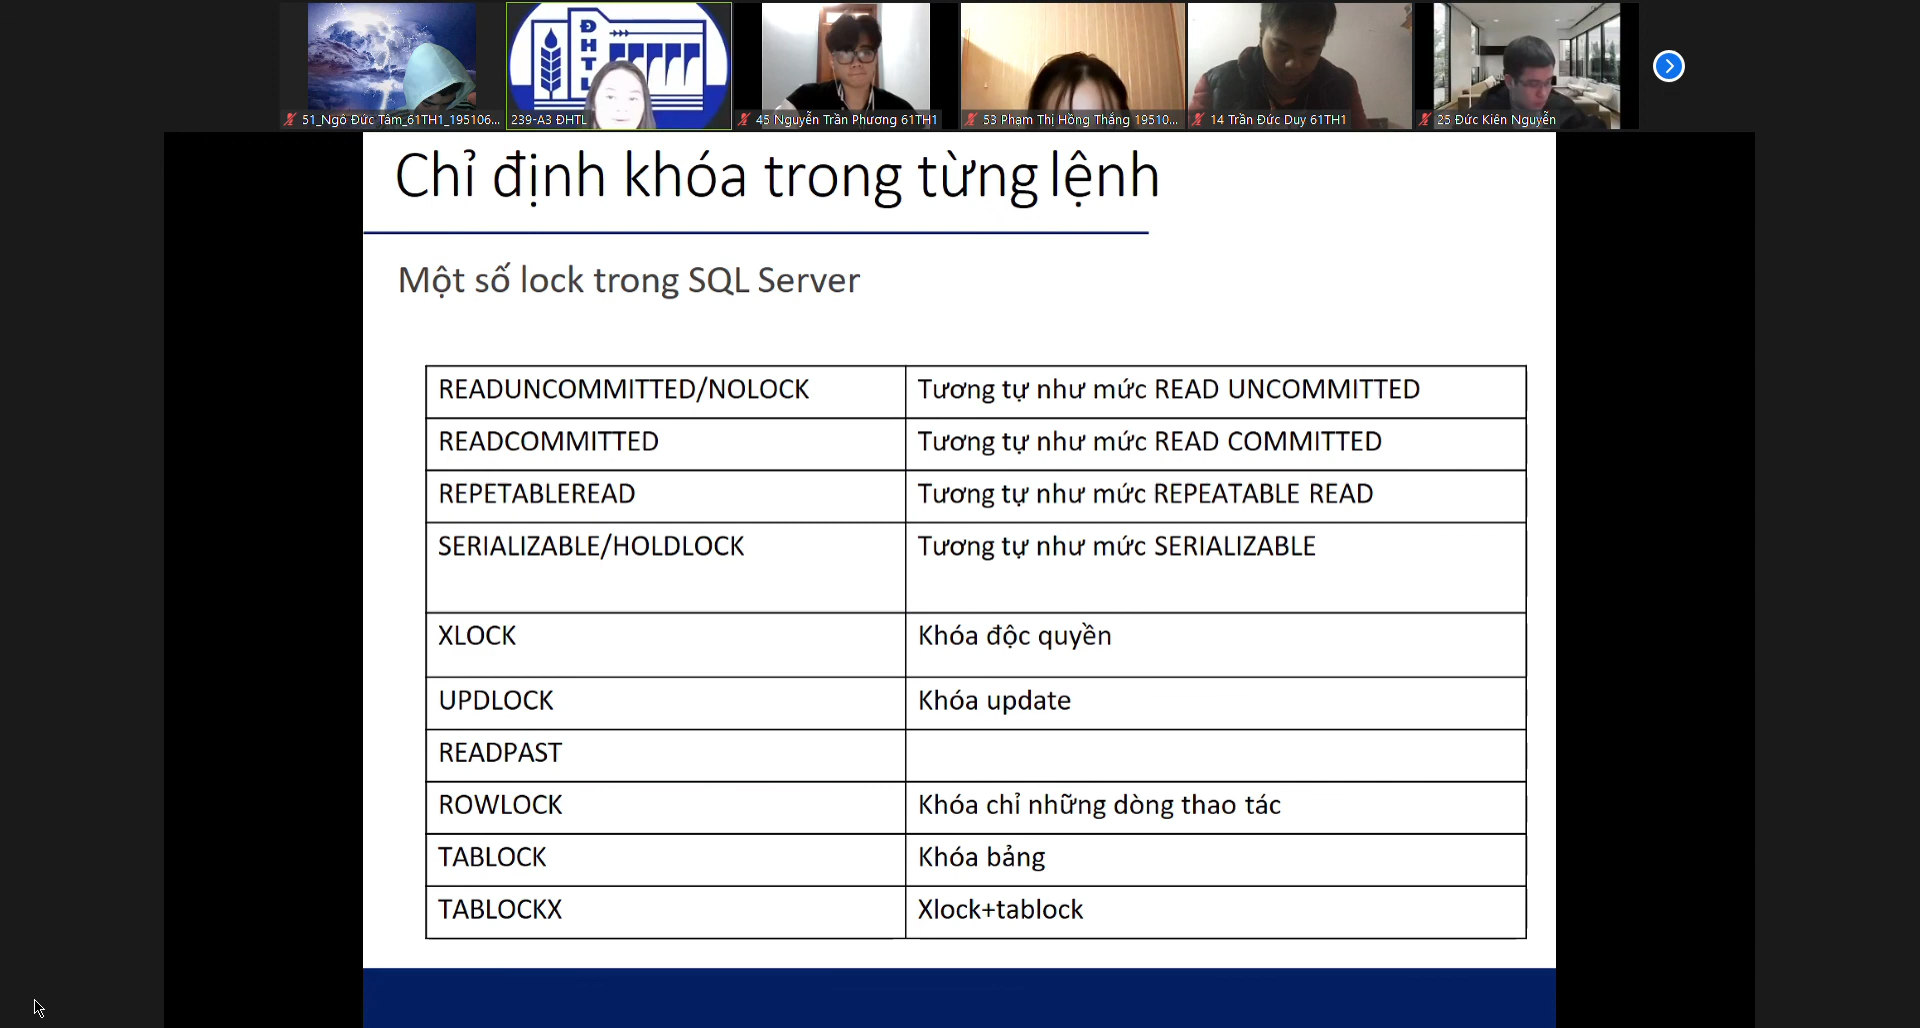 51_Ngô Đức Tâm_61TH1_195106...
239-A3 ĐHTL
45 Nguyễn Trần Phương 61TH1
53 Phạm Thị Hồng Thắng 19510...
14 Trần Đức Duy 61TH1
25 Đức Kiên Nguyễn
ĐHTL
Chỉ định khóa trong từng lệnh
Một số lock trong SQL Server
READUNCOMMITTED/NOLOCK Tương tự như mức READ UNCOMMITTED
READCOMMITTED Tương tự như mức READ COMMITTED
REPETABLEREAD Tương tự như mức REPEATABLE READ
SERIALIZABLE/HOLDLOCK Tương tự như mức SERIALIZABLE
XLOCK Khóa độc quyền
UPDLOCK Khóa update
READPAST
ROWLOCK Khóa chỉ những dòng thao tác
TABLOCK Khóa bảng
TABLOCKX Xlock+tablock